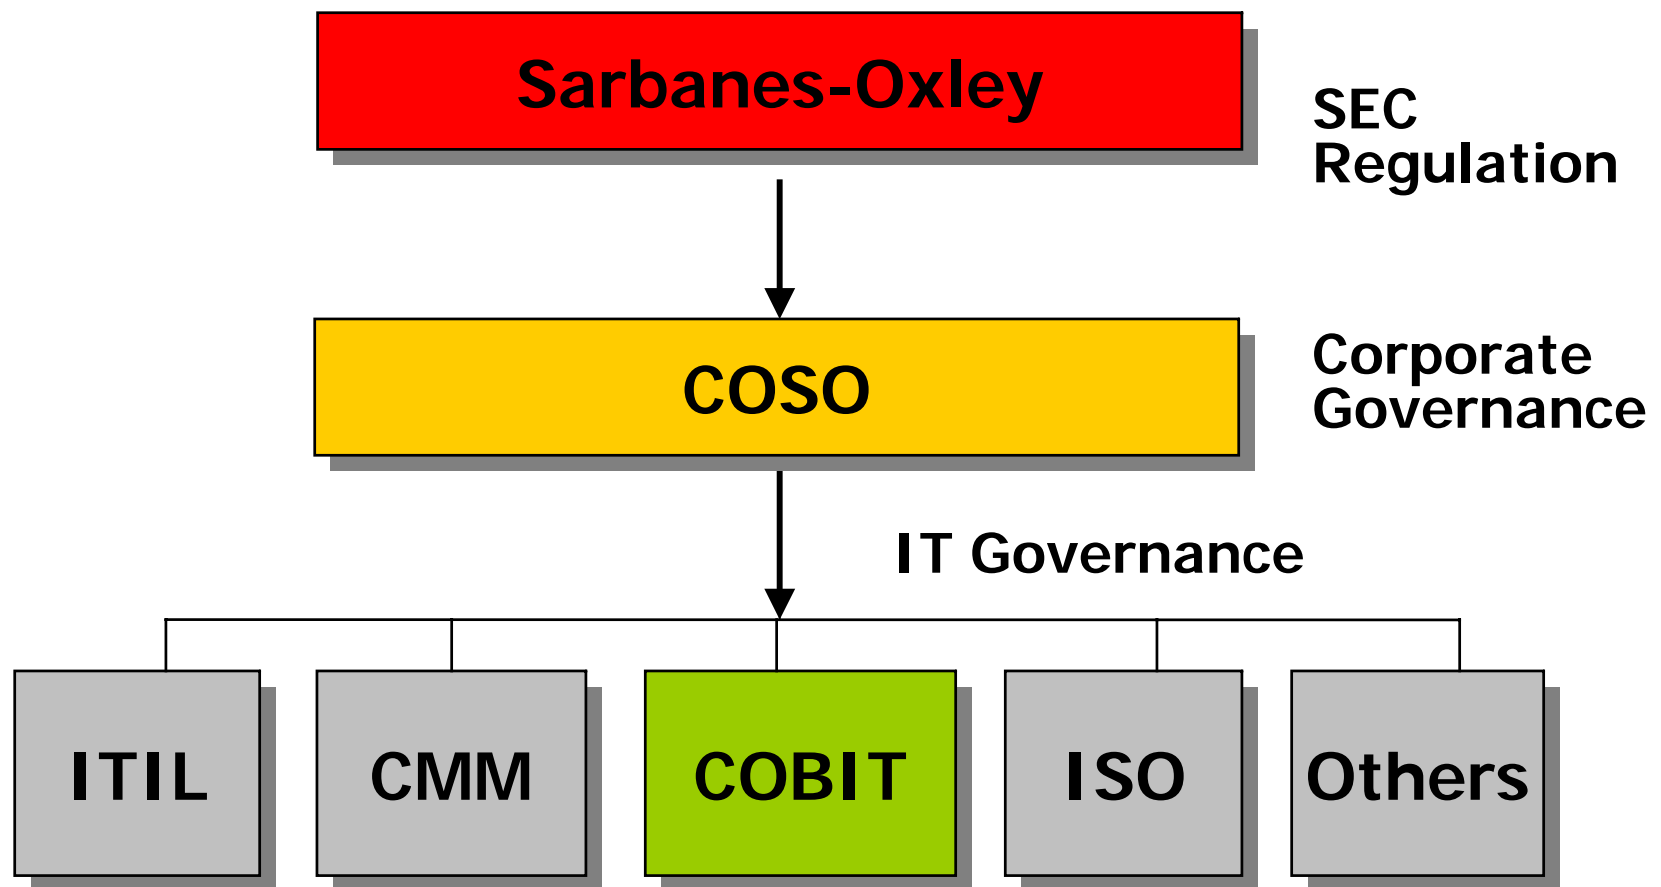 Sarbanes-Oxley
SEC
Regulation
COSO
Corporate
Governance
IT Governance
ITIL
CMM
COBIT
ISO
Others